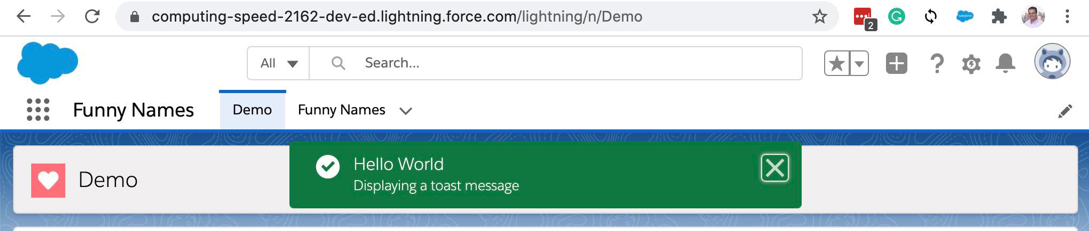 computing-speed-2162-dev-ed.lightning.force.com/lightning/n/Demo
2
All
Search...
Funny Names
Demo
Funny Names
Demo
Hello World
Displaying a toast message